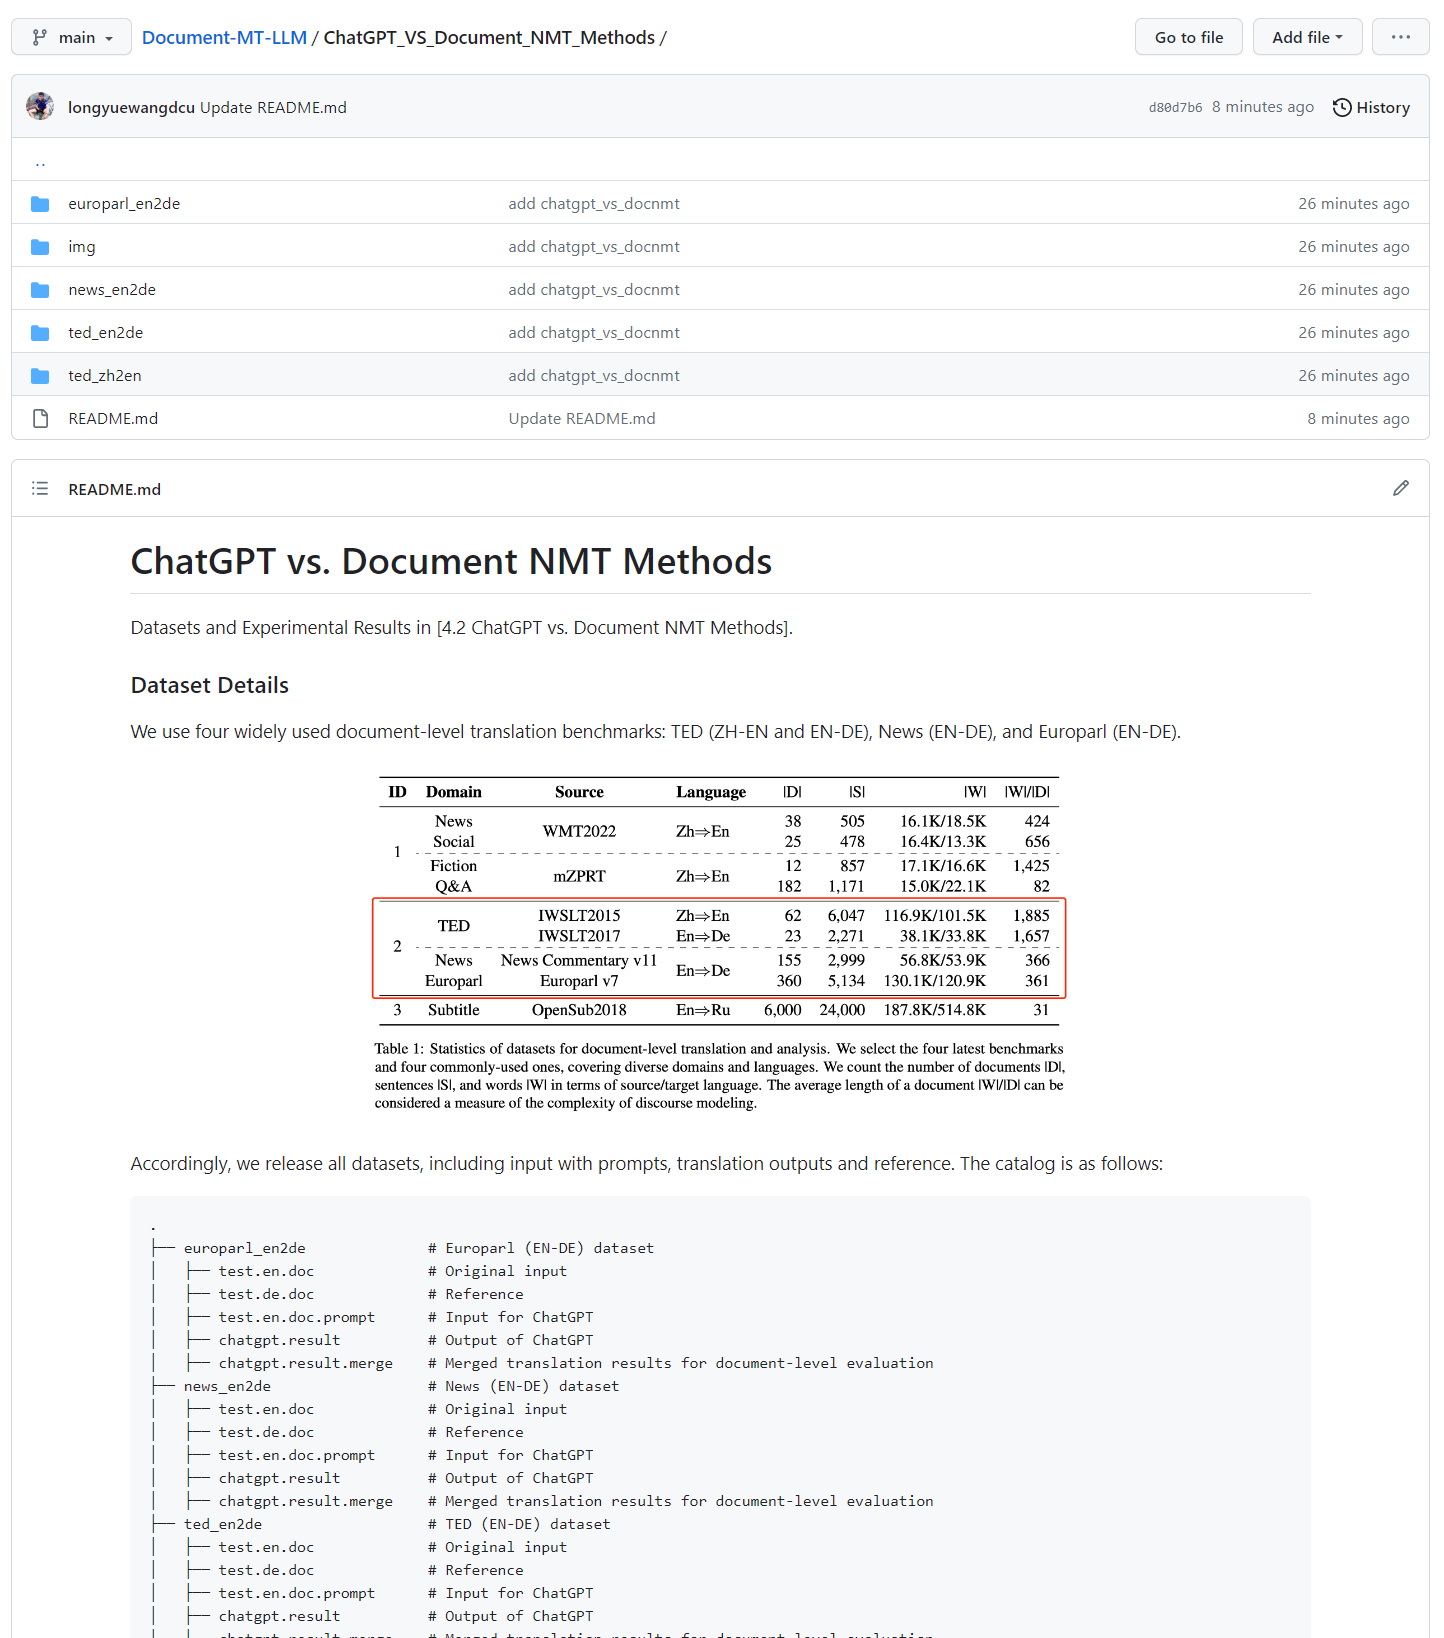 main
Document-MT-LLM / ChatGPT_VS_Document_NMT_Methods /
Go to file
Add file
...
longyuewangdcu Update README.md
d80d7b6 8 minutes ago
History
..
europarl_en2de add chatgpt_vs_docnmt 26 minutes ago
img add chatgpt_vs_docnmt 26 minutes ago
news_en2de add chatgpt_vs_docnmt 26 minutes ago
ted_en2de add chatgpt_vs_docnmt 26 minutes ago
ted_zh2en add chatgpt_vs_docnmt 26 minutes ago
README.md Update README.md 8 minutes ago
README.md
ChatGPT vs. Document NMT Methods
Datasets and Experimental Results in [4.2 ChatGPT vs. Document NMT Methods].
Dataset Details
We use four widely used document-level translation benchmarks: TED (ZH-EN and EN-DE), News (EN-DE), and Europarl (EN-DE).
ID Domain Source Language |D| |S| |W| |W|/|D|
1
News WMT2022 Zh⇒En 38 505 16.1K/18.5K 424
Social 25 478 16.4K/13.3K 656
Fiction mZPRT Zh⇒En 12 857 17.1K/16.6K 1,425
Q&A 182 1,171 15.0K/22.1K 82
2
TED IWSLT2015 Zh⇒En 62 6,047 116.9K/101.5K 1,885
IWSLT2017 En⇒De 23 2,271 38.1K/33.8K 1,657
News News Commentary v11 En⇒De 155 2,999 56.8K/53.9K 366
Europarl Europarl v7 360 5,134 130.1K/120.9K 361
3 Subtitle OpenSub2018 En⇒Ru 6,000 24,000 187.8K/514.8K 31
Table 1: Statistics of datasets for document-level translation and analysis. We select the four latest benchmarks
and four commonly-used ones, covering diverse domains and languages. We count the number of documents |D|,
sentences |S|, and words |W| in terms of source/target language. The average length of a document |W|/|D| can be
considered a measure of the complexity of discourse modeling.
Accordingly, we release all datasets, including input with prompts, translation outputs and reference. The catalog is as follows:
.
├── europarl_en2de # Europarl (EN-DE) dataset
│ ├── test.en.doc # Original input
│ ├── test.de.doc # Reference
│ ├── test.en.doc.prompt # Input for ChatGPT
│ ├── chatgpt.result # Output of ChatGPT
│ ├── chatgpt.result.merge # Merged translation results for document-level evaluation
├── news_en2de # News (EN-DE) dataset
│ ├── test.en.doc # Original input
│ ├── test.de.doc # Reference
│ ├── test.en.doc.prompt # Input for ChatGPT
│ ├── chatgpt.result # Output of ChatGPT
│ ├── chatgpt.result.merge # Merged translation results for document-level evaluation
├── ted_en2de # TED (EN-DE) dataset
│ ├── test.en.doc # Original input
│ ├── test.de.doc # Reference
│ ├── test.en.doc.prompt # Input for ChatGPT
│ ├── chatgpt.result # Output of ChatGPT